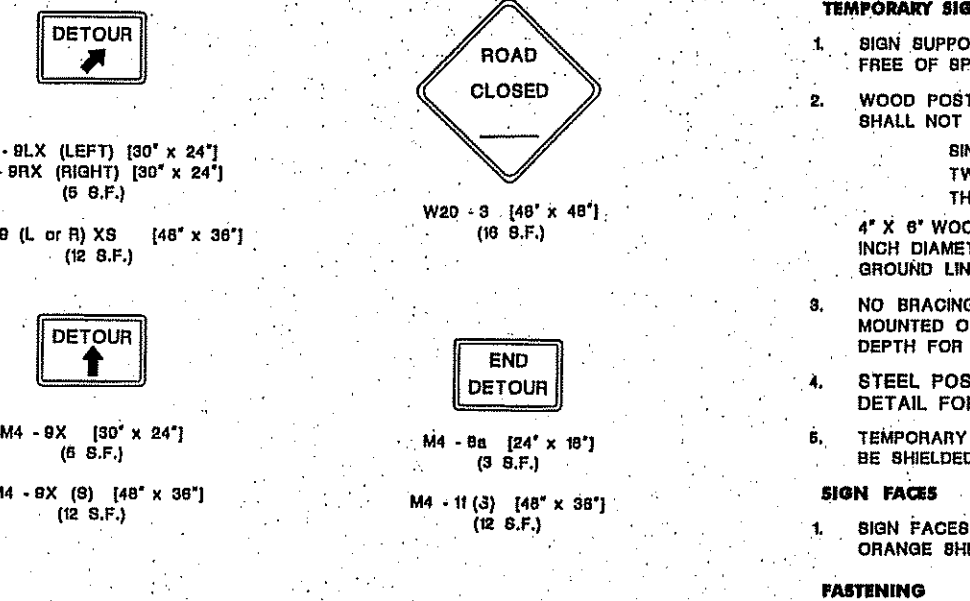 DETOUR
- 9LX (LEFT) [30" x 24"]
- 9RX (RIGHT) [30" x 24"]
(5 S.F.)
9 (L or R) XS [48" x 36"]
(12 S.F.)
DETOUR
M4 - 9X [30" x 24"]
(5 S.F.)
M4 - 9X (S) [48" x 36"]
(12 S.F.)
ROAD
CLOSED
W20 - 3 [48" x 48"]
(16 S.F.)
END
DETOUR
M4 - 8a [24" x 18"]
(3 S.F.)
M4 - 11 (S) [48" x 36"]
(12 S.F.)
TEMPORARY SIG
1. SIGN SUPPO
FREE OF SP
2. WOOD POST
SHALL NOT
SIN
TW
TH
4" X 6" WOO
INCH DIAMET
GROUND LIN
3. NO BRACING
MOUNTED O
DEPTH FOR
4. STEEL POS
DETAIL FOR
5. TEMPORARY
BE SHIELDED
SIGN FACES
1. SIGN FACES
ORANGE SHE
FASTENING